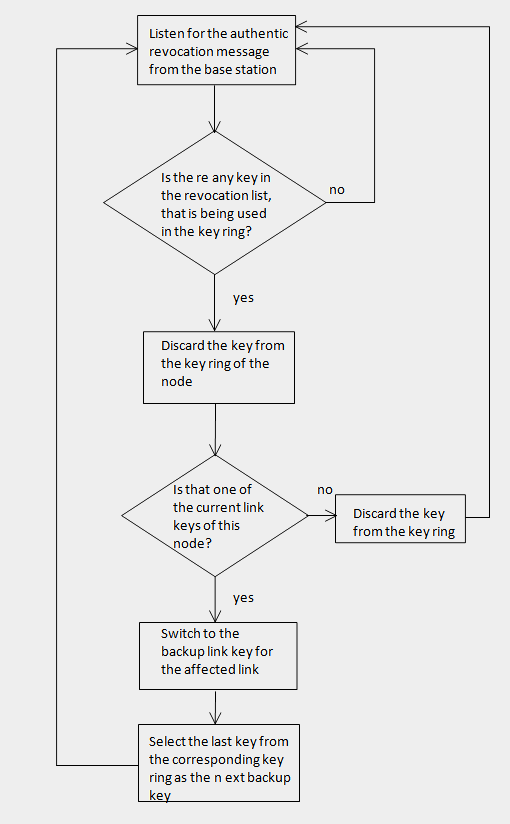 Listen for the authentic
revocation message
from the base station
Is the re any key in
the revocation list,
that is being used
in the key ring?
no
yes
Discard the key from
the key ring of the
node
Is that one of
the current link
keys of this
node?
no
Discard the key
from the key ring
yes
Switch to the
backup link key for
the affected link
Select the last key from
the corresponding key
ring as the n ext backup
key